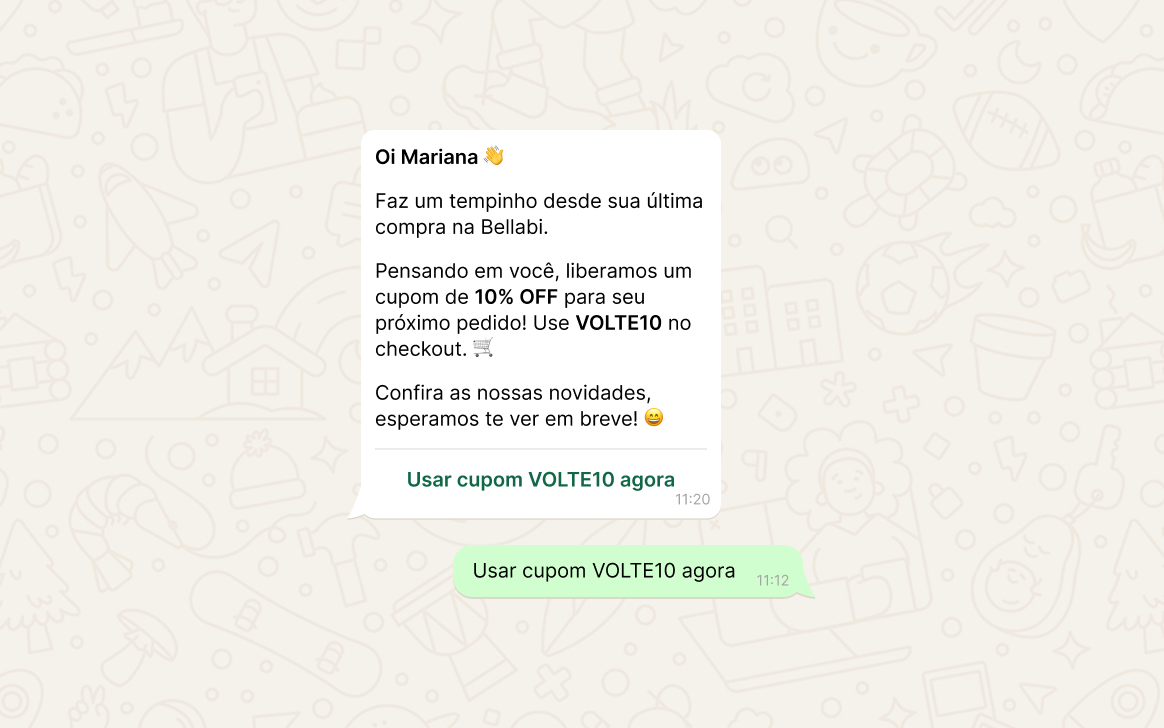 Oi Mariana 👋
Faz um tempinho desde sua última
compra na Bellabi.
Pensando em você, liberamos um
cupom de 10% OFF para seu
próximo pedido! Use VOLTE10 no
checkout. 🛒
Confira as nossas novidades,
esperamos te ver em breve! 😄
Usar cupom VOLTE10 agora
11:20
Usar cupom VOLTE10 agora
11:12